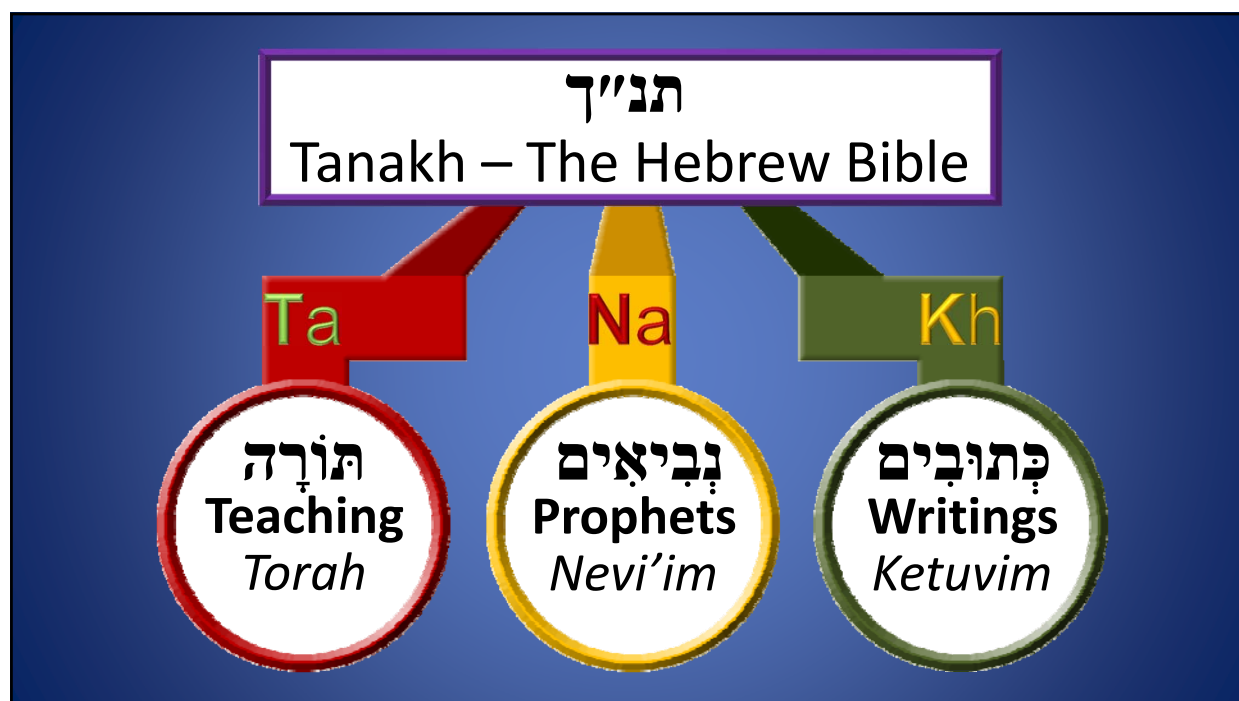 תנ״ך
Tanakh – The Hebrew Bible
Ta
Na
Kh
תּוֹרָה
Teaching
Torah
נְבִיאִים
Prophets
Nevi’im
כְּתוּבִים
Writings
Ketuvim